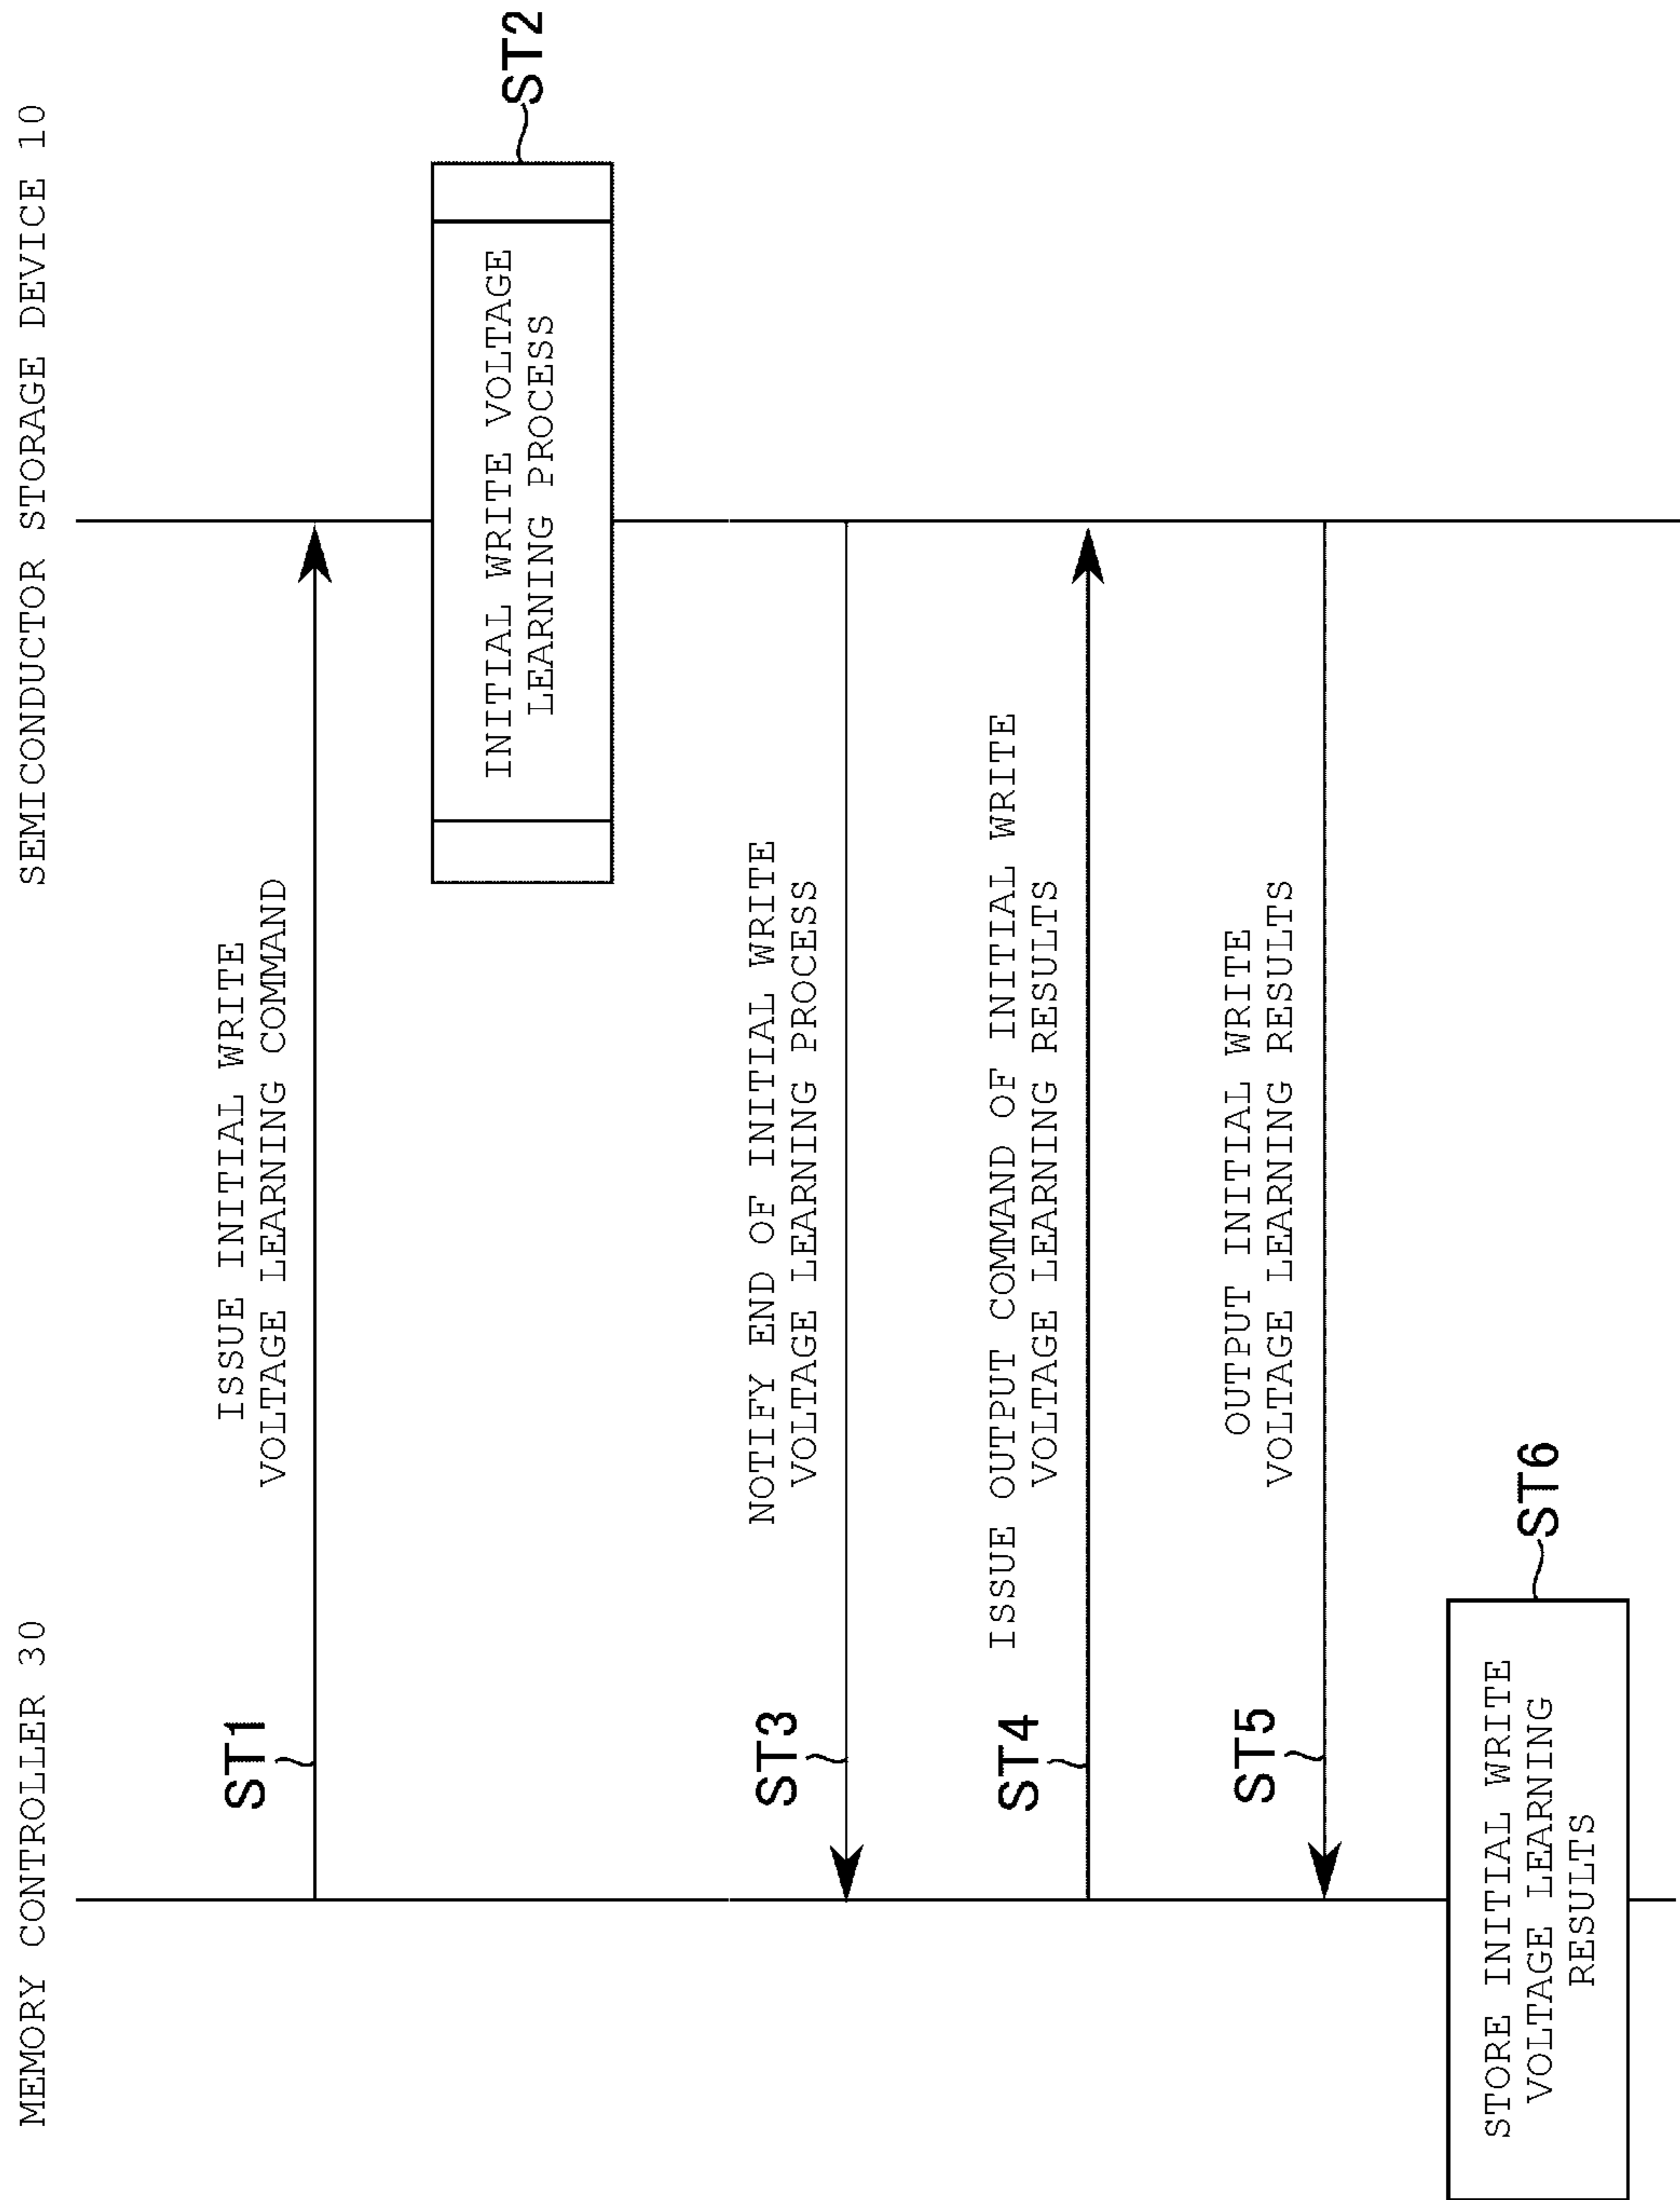 MEMORY CONTROLLER 30
SEMICONDUCTOR STORAGE DEVICE 10
ST1
ISSUE INITIAL WRITE
VOLTAGE LEARNING COMMAND
INITIAL WRITE VOLTAGE
LEARNING PROCESS
ST2
ST3
NOTIFY END OF INITIAL WRITE
VOLTAGE LEARNING PROCESS
ST4
ISSUE OUTPUT COMMAND OF INITIAL WRITE
VOLTAGE LEARNING RESULTS
ST5
OUTPUT INITIAL WRITE
VOLTAGE LEARNING RESULTS
STORE INITIAL WRITE
VOLTAGE LEARNING
RESULTS
ST6